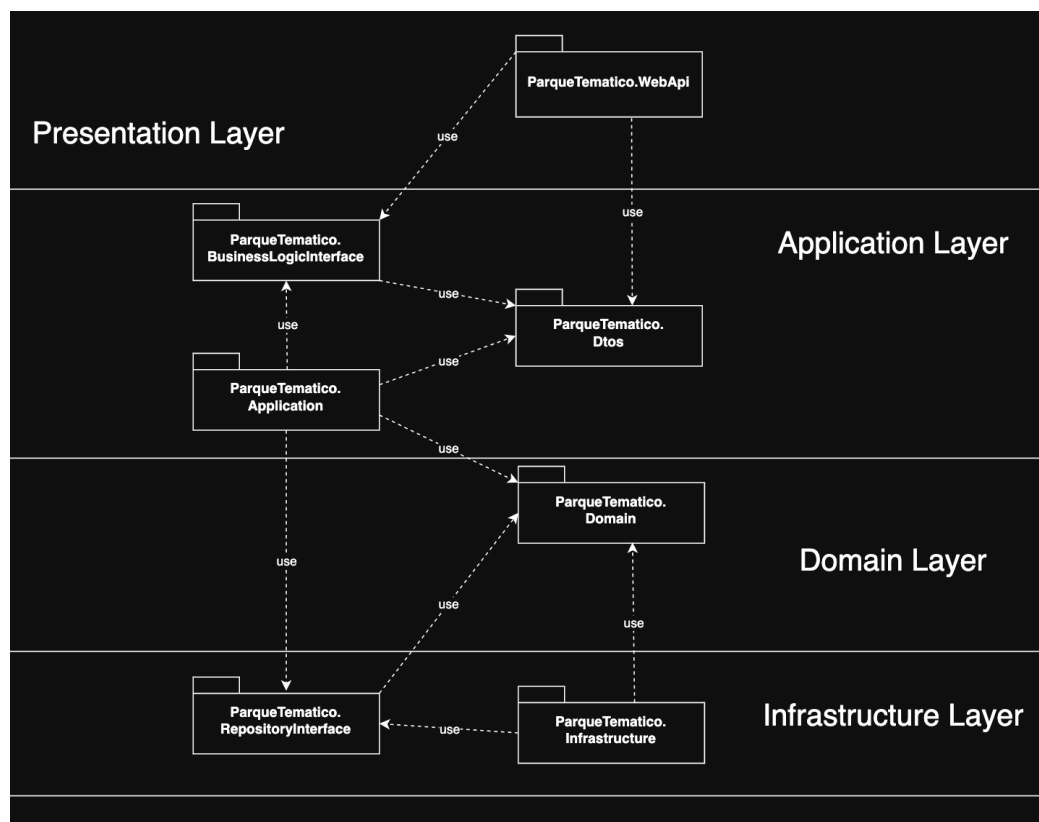 ParqueTematico.WebApi
Presentation Layer
use
use
ParqueTematico.
BusinessLogicInterface
Application Layer
use
use
ParqueTematico.
Dtos
use
ParqueTematico.
Application
use
ParqueTematico.
Domain
use
Domain Layer
use
use
ParqueTematico.
RepositoryInterface
use
ParqueTematico.
Infrastructure
Infrastructure Layer